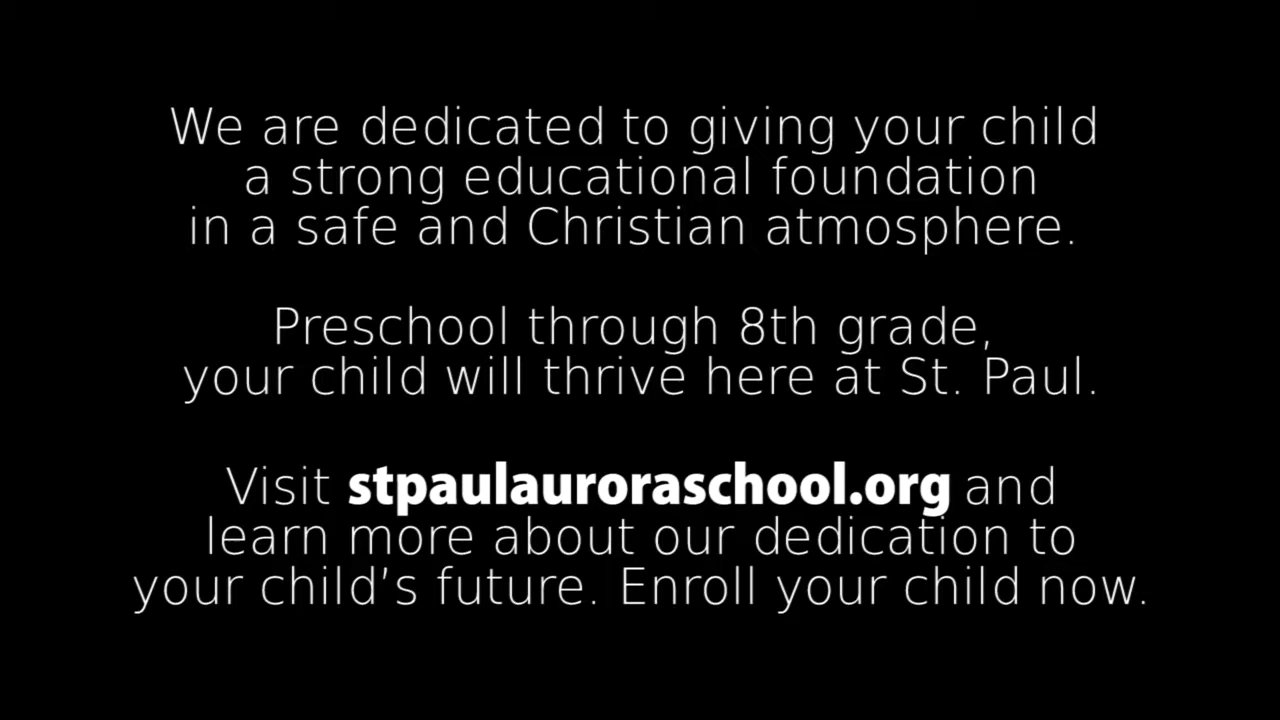 We are dedicated to giving your child
a strong educational foundation
in a safe and Christian atmosphere.
Preschool through 8th grade,
your child will thrive here at St. Paul.
Visit stpaulauroraschool.org and
learn more about our dedication to
your child’s future. Enroll your child now.